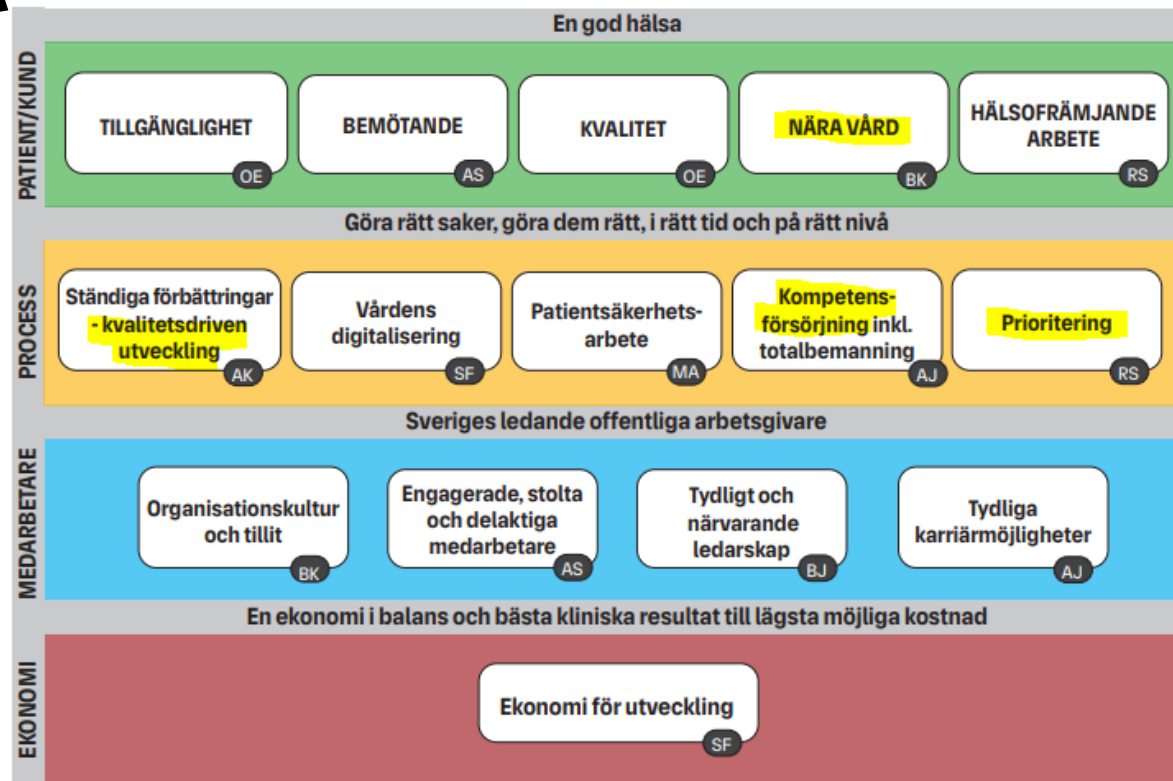 En god hälsa
PATIENT/KUND
TILLGÄNGLIGHET
OE
BEMÖTANDE
AS
KVALITET
OE
NÄRA VÅRD
BK
HÄLSOFRÄMJANDE
ARBETE
RS
Göra rätt saker, göra dem rätt, i rätt tid och på rätt nivå
PROCESS
Ständiga förbättringar
- kvalitetsdriven
utveckling
AK
Vårdens
digitalisering
SF
Patientsäkerhets-
arbete
MA
Kompetens-
försörjning inkl.
totalbemanning
AJ
Prioritering
RS
Sveriges ledande offentliga arbetsgivare
MEDARBETARE
Organisationskultur
och tillit
BK
Engagerade, stolta
och delaktiga
medarbetare
AS
Tydligt och
närvarande
ledarskap
BJ
Tydliga
karriärmöjligheter
AJ
En ekonomi i balans och bästa kliniska resultat till lägsta möjliga kostnad
EKONOMI
Ekonomi för utveckling
SF